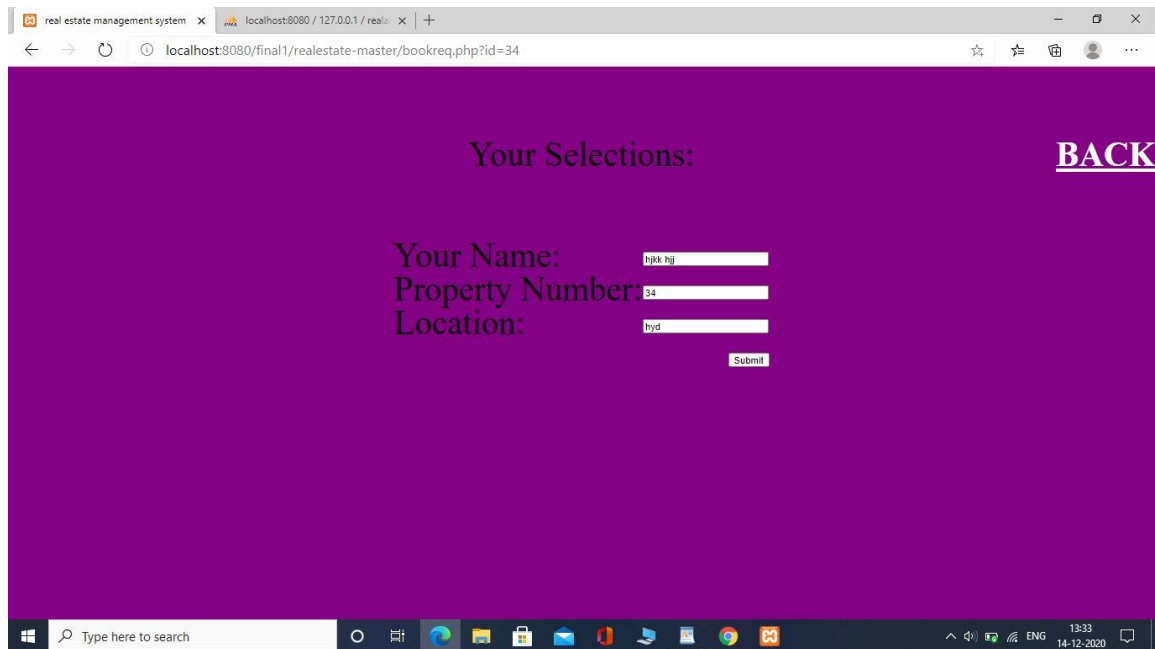 real estate management system
localhost:8080 / 127.0.0.1 / reala
localhost:8080/final1/realestate-master/bookreq.php?id=34
Your Selections:
BACK
Your Name: hjkk hjj
Property Number: 34
Location: hyd
Submit
Type here to search
ENG
13:33
14-12-2020